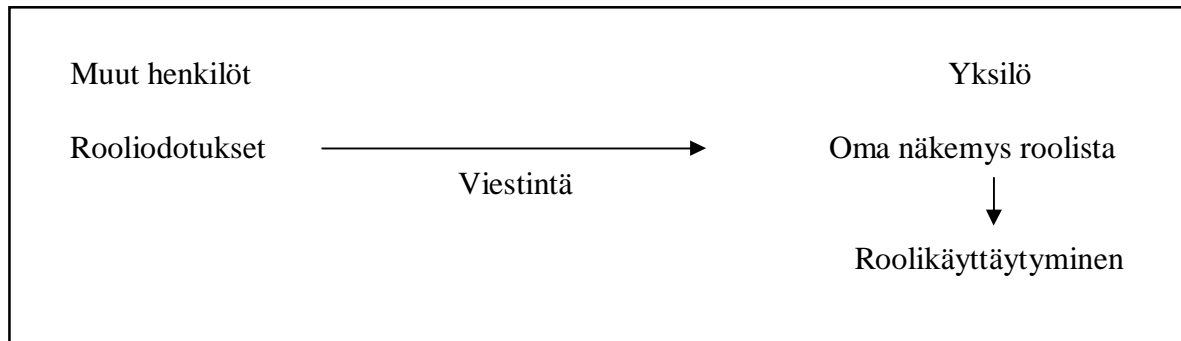 Muut henkilöt Yksilö
Rooliodotukset Oma näkemys roolista
Viestintä
Roolikäyttäytyminen